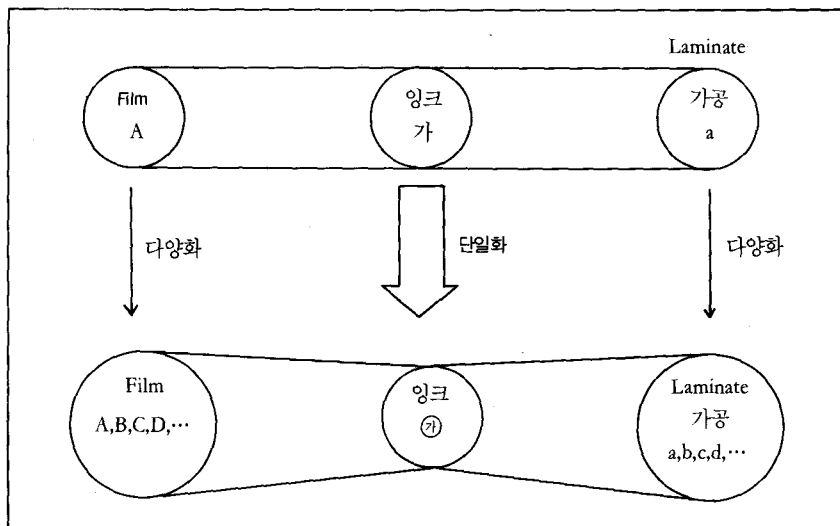 Laminate
Film
A
잉크
가
가공
a
다양화
단일화
다양화
Film
A,B,C,D,···
잉크
㉮
Laminate
가공
a,b,c,d,···